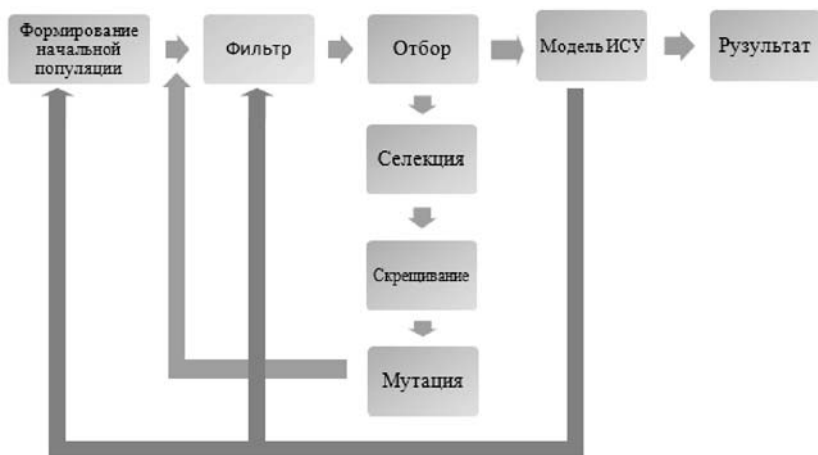 Формирование
начальной
популяции
Фильтр
Отбор
Модель ИСУ
Рузультат
Селекция
Скрещивание
Мутация